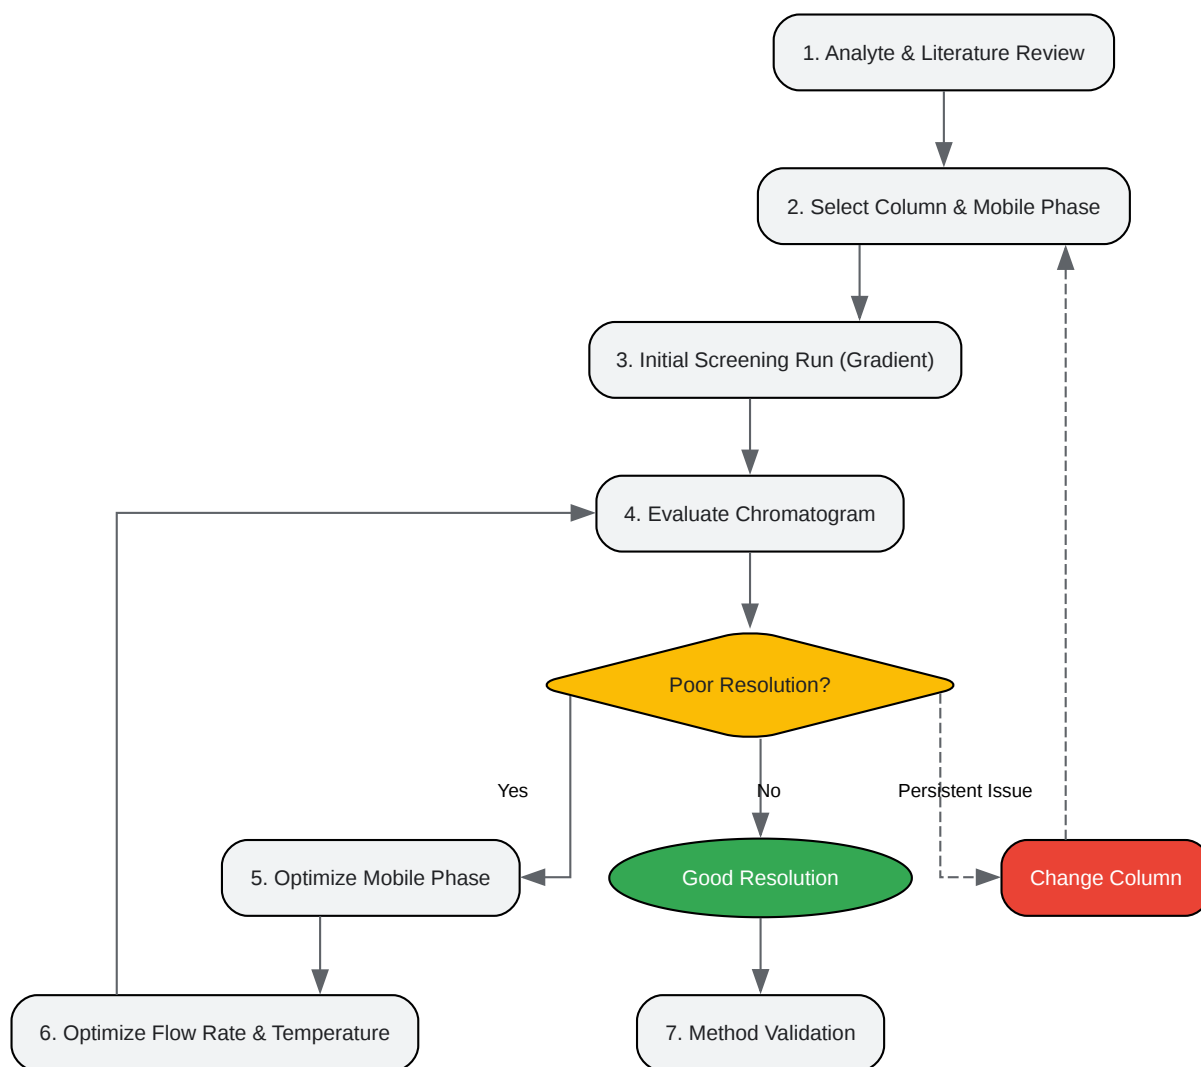 1. Analyte & Literature Review
2. Select Column & Mobile Phase
3. Initial Screening Run (Gradient)
4. Evaluate Chromatogram
Poor Resolution?
Yes
No
Persistent Issue
5. Optimize Mobile Phase
Good Resolution
Change Column
6. Optimize Flow Rate & Temperature
7. Method Validation